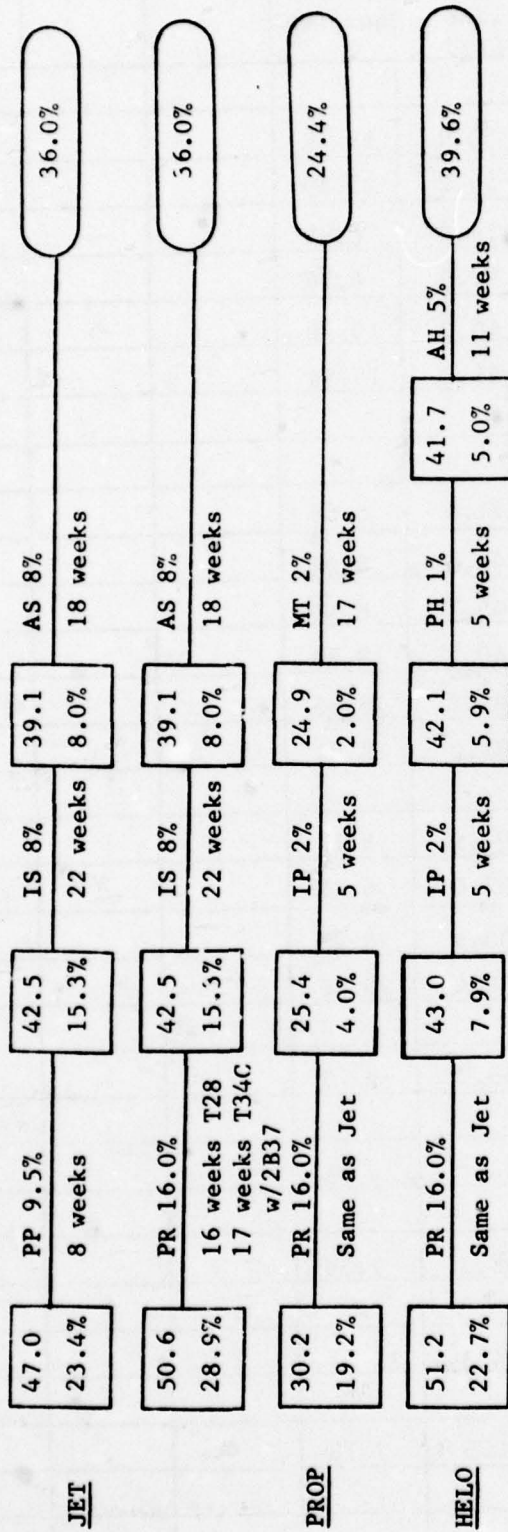 JET
47.0
23.4%
PP 9.5%
8 weeks
42.5
15.3%
IS 8%
22 weeks
39.1
8.0%
AS 8%
18 weeks
36.0%
50.6
28.9%
PR 16.0%
16 weeks T28
17 weeks T34C
w/2B37
42.5
15.3%
IS 8%
22 weeks
39.1
8.0%
AS 8%
18 weeks
36.0%
PROP
30.2
19.2%
PR 16.0%
Same as Jet
25.4
4.0%
IP 2%
5 weeks
24.9
2.0%
MT 2%
17 weeks
24.4%
HELO
51.2
22.7%
PR 16.0%
Same as Jet
43.0
7.9%
IP 2%
5 weeks
42.1
5.9%
PH 1%
5 weeks
41.7
5.0%
AH 5%
11 weeks
39.6%